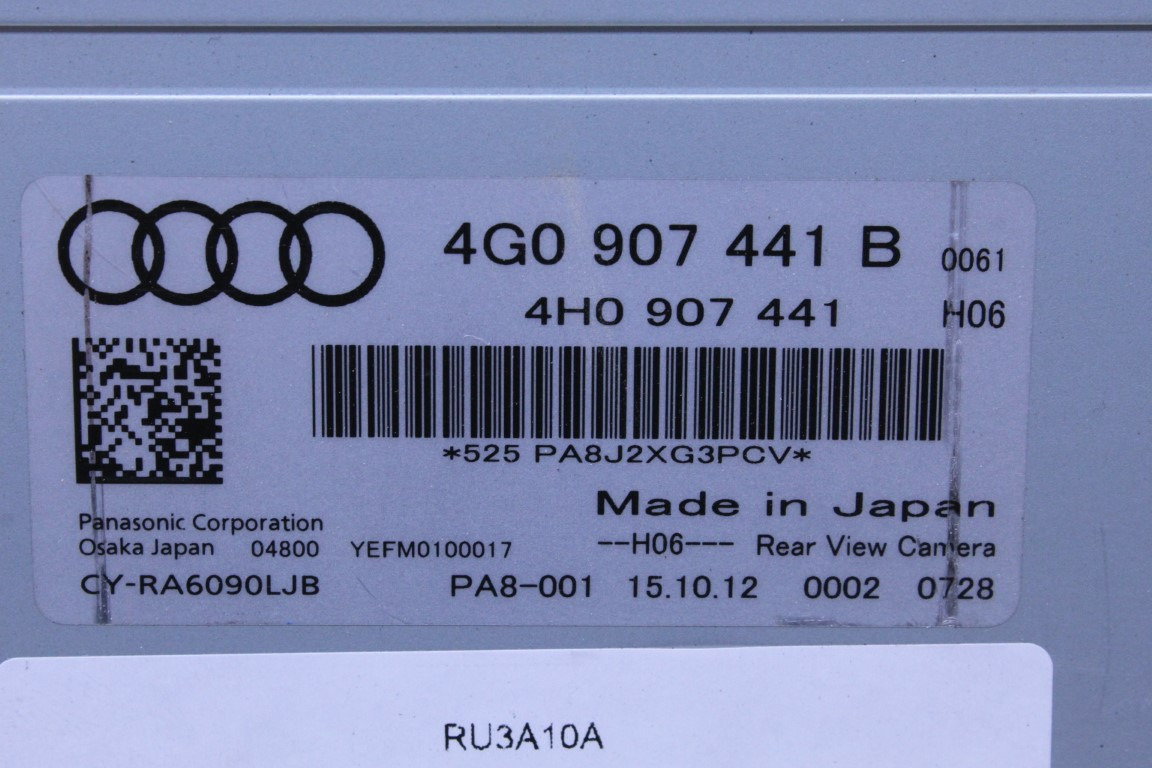 4G0 907 441 B 0061
4H0 907 441 H06
*525 PA8J2XG3PCV*
Made in Japan
Panasonic Corporation
Osaka Japan 04800 YEFM0100017 --H06--- Rear View Camera
CY-RA6090LJB PA8-001 15.10.12 0002 0728
RU3A10A